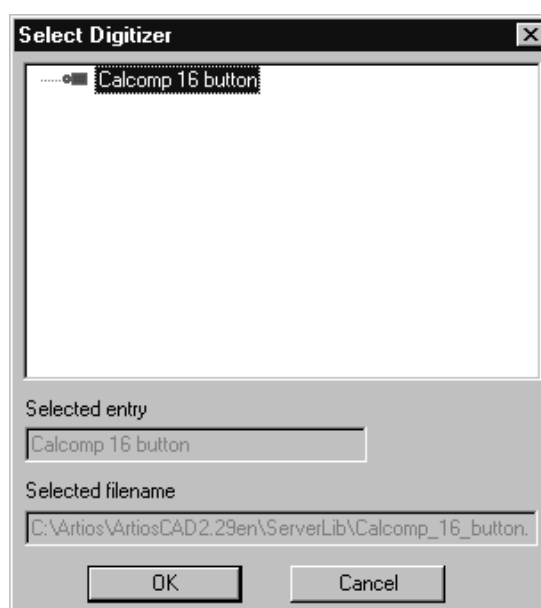 Select Digitizer
Calcomp 16 button
Selected entry
Calcomp 16 button
Selected filename
C:\Artios\ArtiosCAD2.29en\ServerLib\Calcomp_16_button.
OK
Cancel